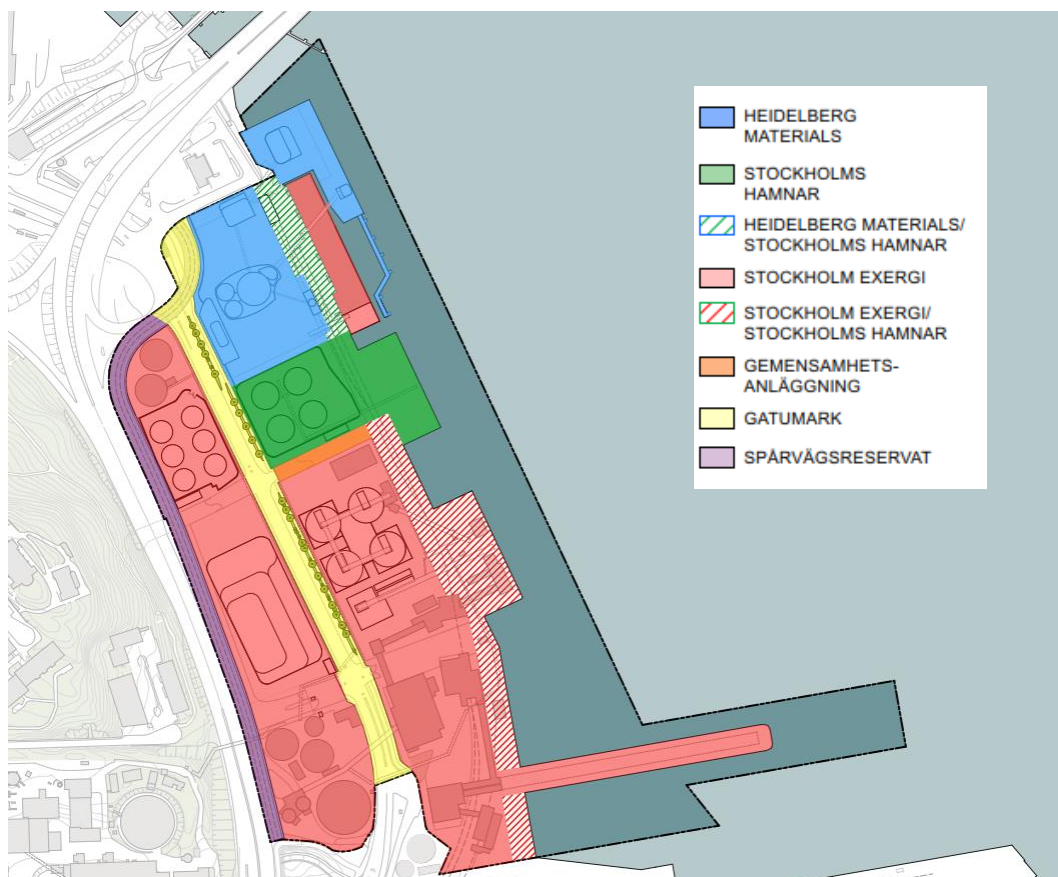 HEIDELBERG
MATERIALS
STOCKHOLMS
HAMNAR
HEIDELBERG MATERIALS/
STOCKHOLMS HAMNAR
STOCKHOLM EXERGI
STOCKHOLM EXERGI/
STOCKHOLMS HAMNAR
GEMENSAMHETS-
ANLÄGGNING
GATUMARK
SPÅRVÄGSRESERVAT